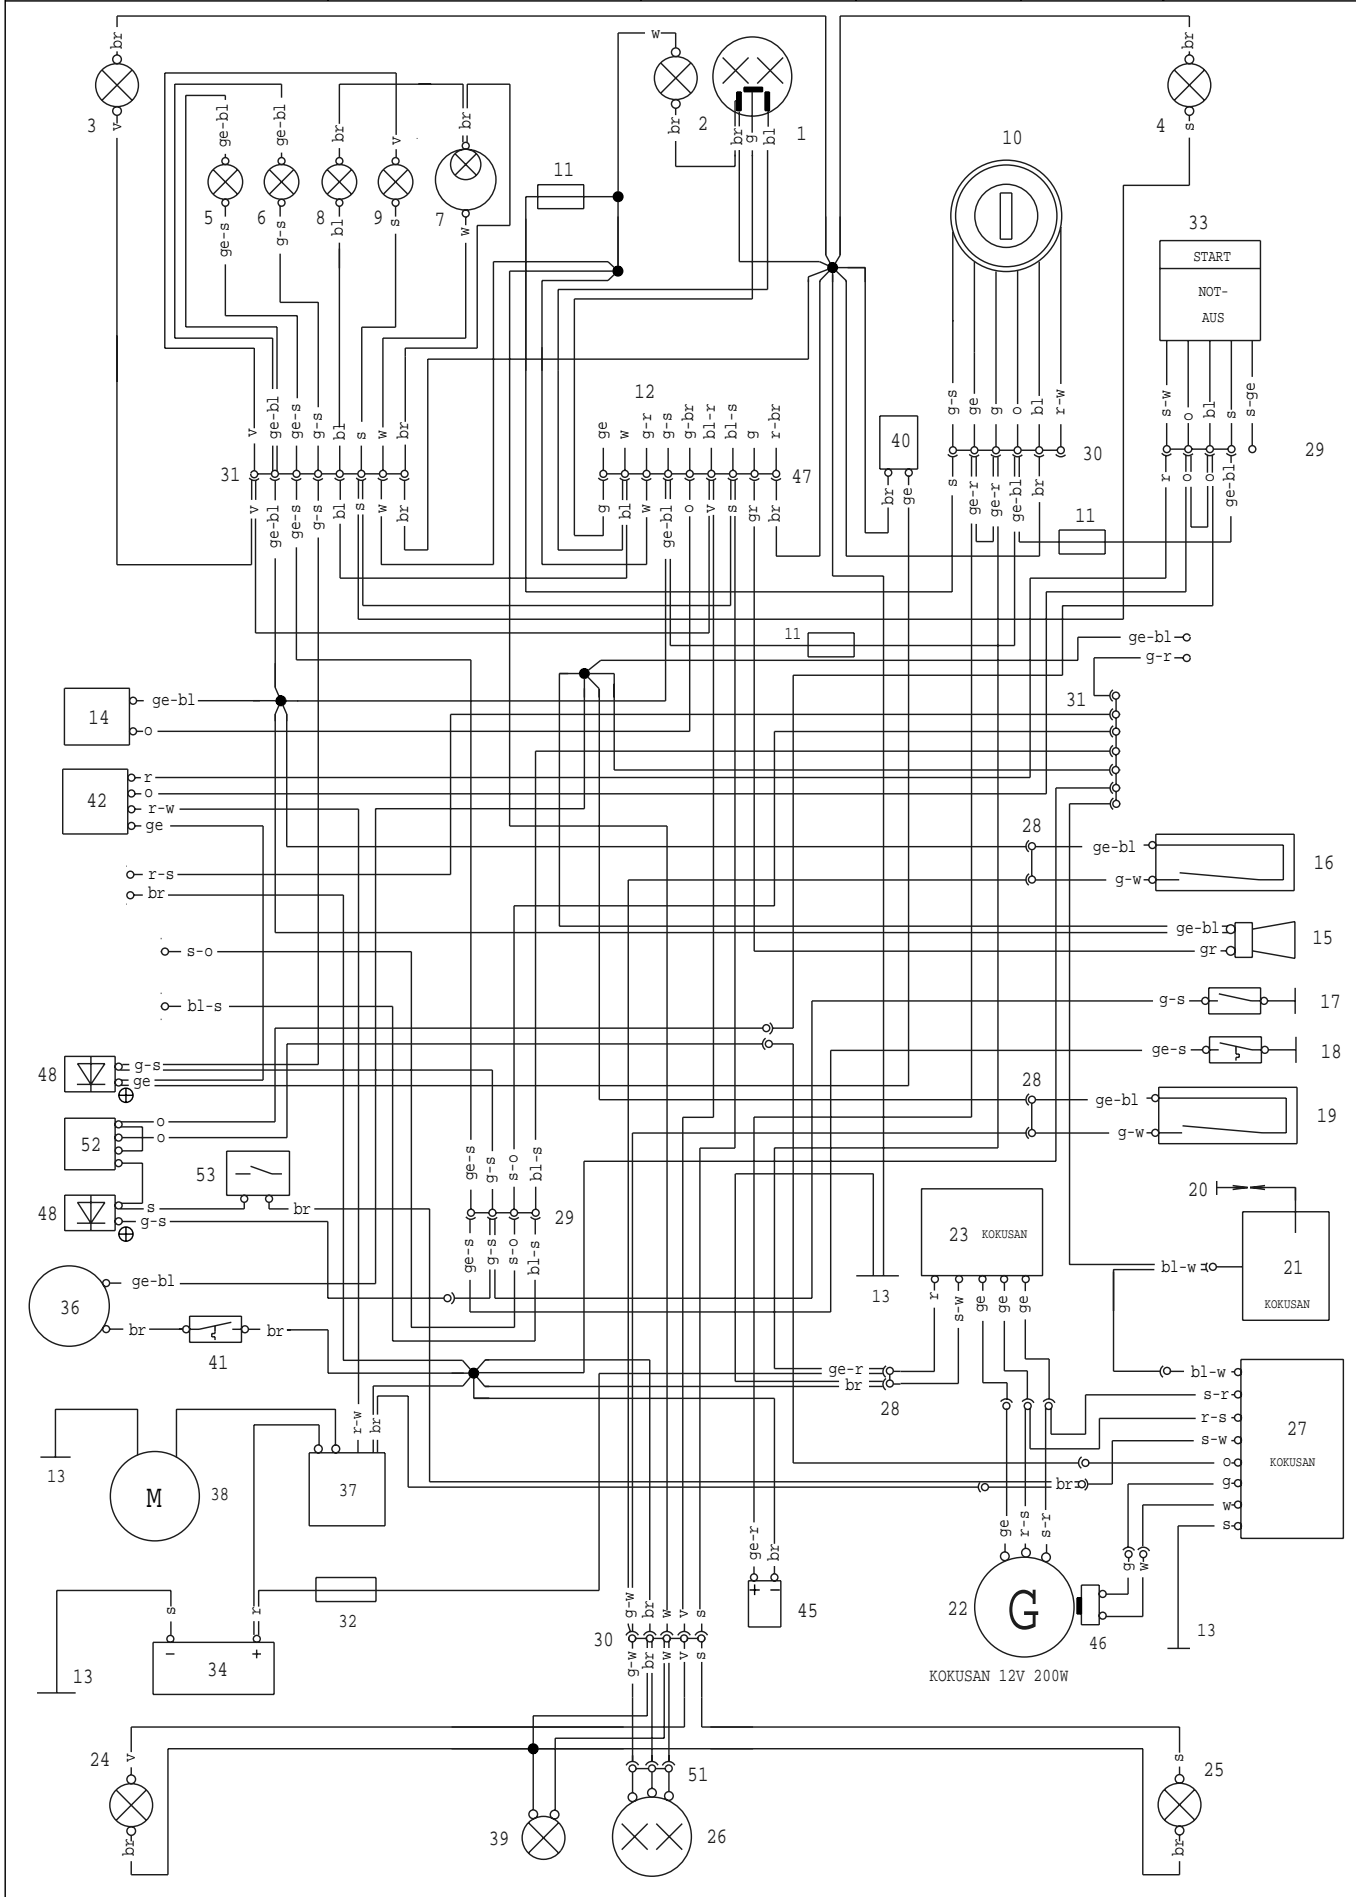 br
w
br
3
v
ge-bl
ge-bl
br
v
br
br
2
br
g
bl
1
4
s
10
11
33
START
NOT-
AUS
5
6
8
9
7
ge-s
g-s
bl
s
w
12
v
ge-bl
ge-s
g-s
bl
s
w
br
31
v
ge-bl
ge-s
g-s
bl
s
w
br
ge
w
g-r
g-s
g-br
bl-r
bl-s
g
r-br
47
g
bl
w
ge-bl
o
v
s
gr
br
40
br
ge
g-s
ge
g
o
bl
r-w
30
s
ge-r
ge-r
ge-bl
br
11
s-w
o
bl
s
s-ge
29
r
o
o
ge-bl
11
ge-bl
g-r
31
14
ge-bl
o
42
r
o
r-w
ge
28
ge-bl
g-w
16
r-s
br
ge-bl
gr
15
s-o
bl-s
g-s
17
ge-s
18
48
g-s
ge
28
ge-bl
g-w
19
52
o
o
53
br
48
s
g-s
ge-s
g-s
s-o
bl-s
29
ge-s
g-s
s-o
bl-s
20
23
KOKUSAN
21
KOKUSAN
bl-w
13
r
s-w
ge
ge
ge
36
ge-bl
br
br
41
ge-r
br
28
bl-w
s-r
r-s
s-w
o
g
w
s
27
KOKUSAN
br
13
M
38
r-w
br
37
ge
r-s
s-r
ge-r
br
+
−
45
22
G
46
g
w
13
KOKUSAN 12V 200W
32
s
r
−
34
+
13
g-w
br
w
v
s
30
g-w
br
w
v
s
24
v
br
39
51
26
s
25
br